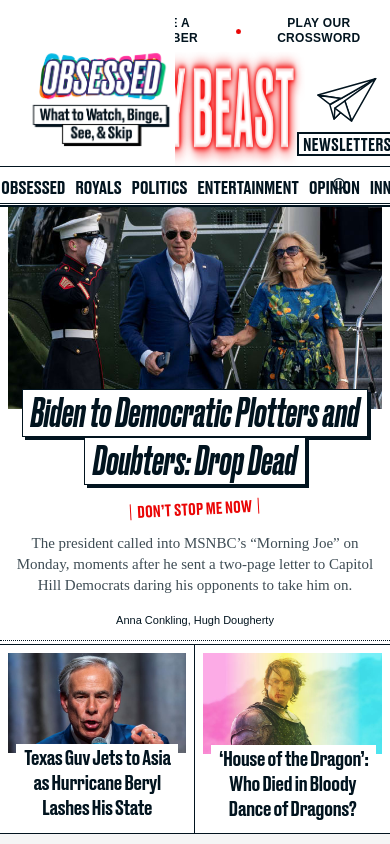 E A
BER
PLAY OUR
CROSSWORD
OBSESSED
What to Watch, Binge,
See, & Skip
Y BEAST
NEWSLETTERS
OBSESSED ROYALS POLITICS ENTERTAINMENT OPINION INN
Biden to Democratic Plotters and
Doubters: Drop Dead
DON’T STOP ME NOW
The president called into MSNBC’s “Morning Joe” on
Monday, moments after he sent a two-page letter to Capitol
Hill Democrats daring his opponents to take him on.
Anna Conkling, Hugh Dougherty
Texas Guv Jets to Asia
as Hurricane Beryl
Lashes His State
‘House of the Dragon’:
Who Died in Bloody
Dance of Dragons?